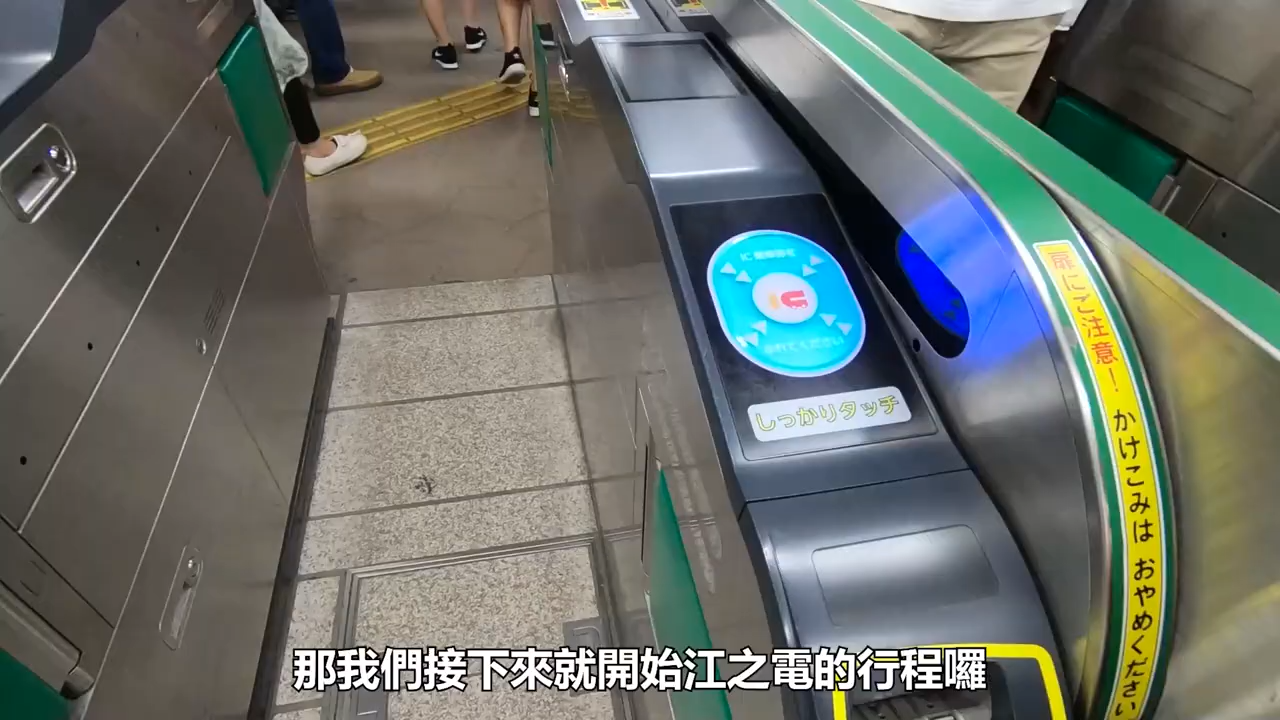 しっかりタッチ
扉にご注意！かけこみは おやめください
那我們接下來就開始江之電的行程囉